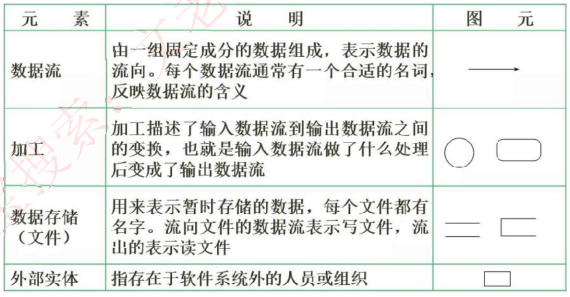 元 素 说 明 图 元
数据流
由一组固定成分的数据组成，表示数据的
流向。每个数据流通常有一个合适的名词，
反映数据流的含义
加工
加工描述了输入数据流到输出数据流之间
的变换，也就是输入数据流做了什么处理
后变成了输出数据流
数据存储
（文件）
用来表示暂时存储的数据，每个文件都有
名字。流向文件的数据流表示写文件，流
出的表示读文件
外部实体
指存在于软件系统外的人员或组织
搜索